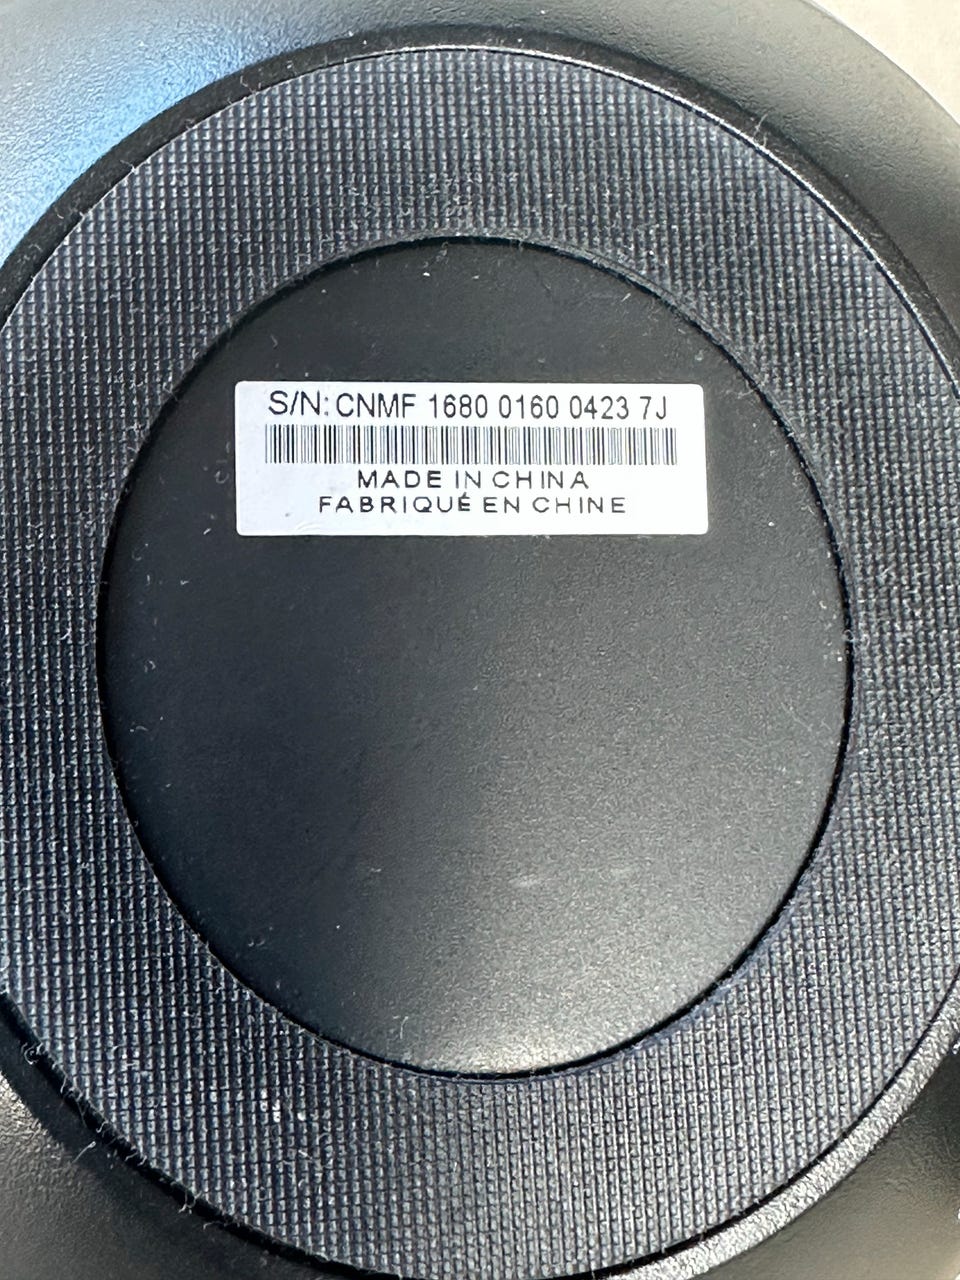 S/N: CNMF 1680 0160 0423 7J
MADE IN CHINA
FABRIQUÉ EN CHINE